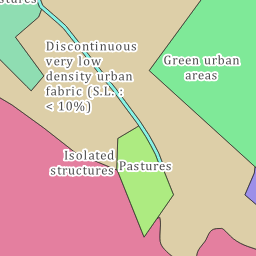 Discontinuous
very low
density urban
fabric (S.L. :
< 10%)
Green urban
areas
Isolated
structures
Pastures